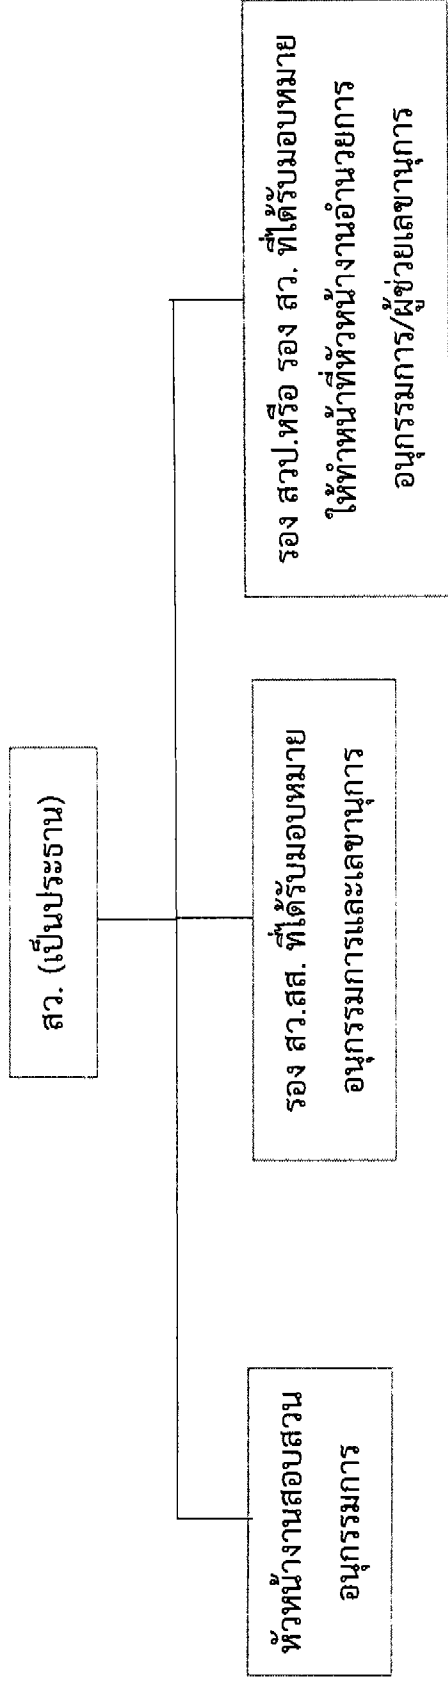 สว. (เป็นประธาน)
หัวหน้างานสอบสวน
อนุกรรมการ
รอง สว.สส. ที่ได้รับมอบหมาย
อนุกรรมการและเลขานุการ
รอง สวป.หรือ รอง สว. ที่ได้รับมอบหมาย
ให้ทำหน้าที่หัวหน้างานอำนวยการ
อนุกรรมการ/ผู้ช่วยเลขานุการ